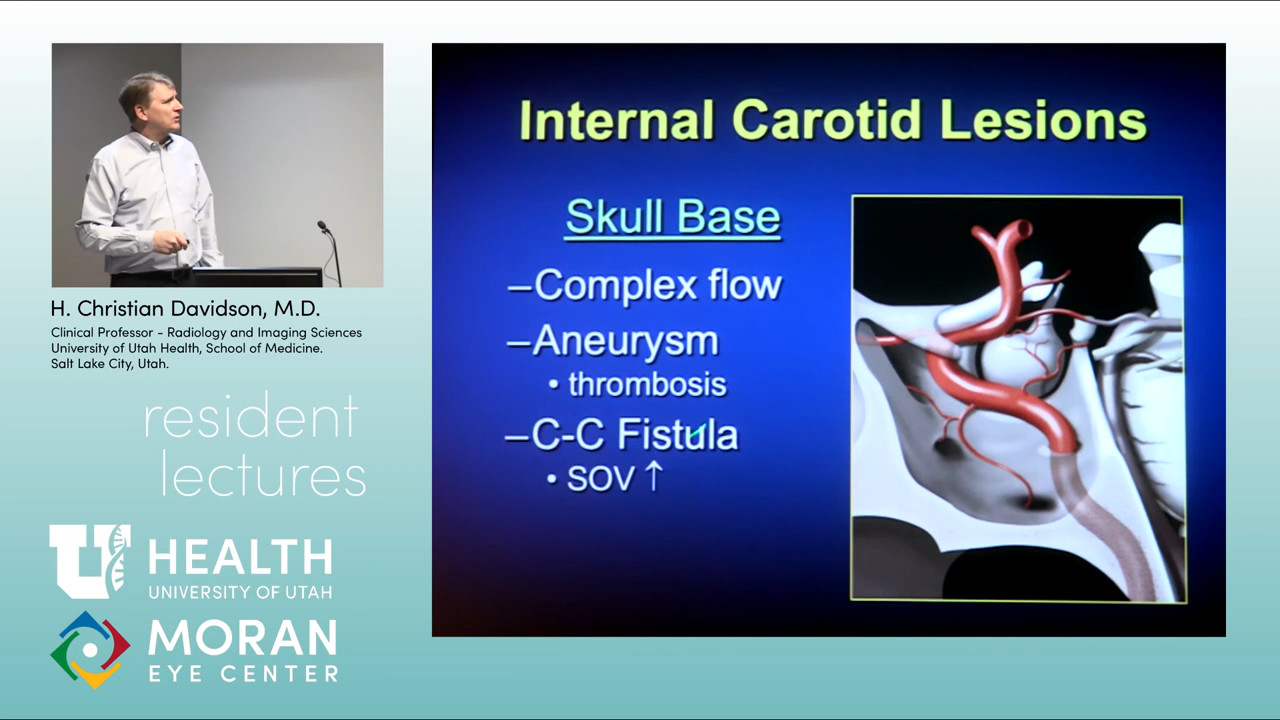 Internal Carotid Lesions
Skull Base
–Complex flow
–Aneurysm
• thrombosis
–C-C Fistula
• SOV ↑
H. Christian Davidson, M.D.
Clinical Professor - Radiology and Imaging Sciences
University of Utah Health, School of Medicine.
Salt Lake City, Utah.
resident
lectures
U HEALTH
UNIVERSITY OF UTAH
MORAN
EYE CENTER